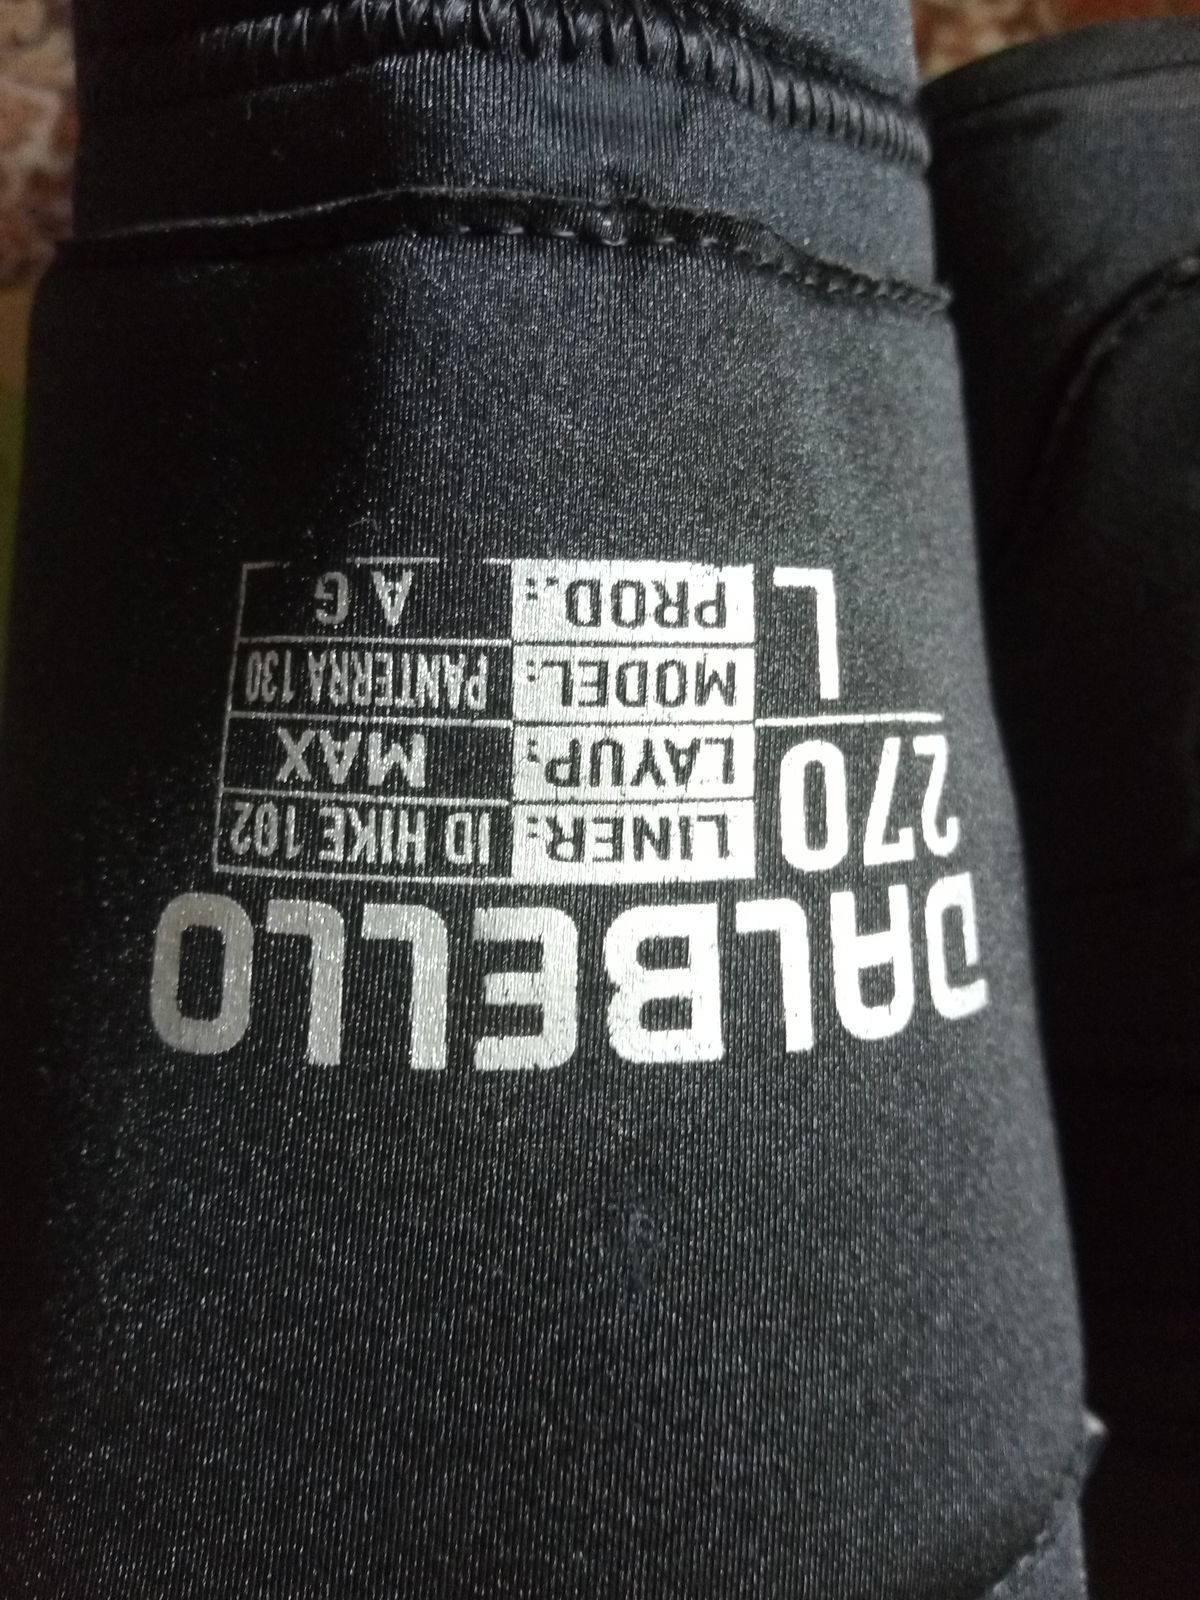 DALBELLO
270 LINER: ID HIKE 102
LAYUP: MAX
L MODEL: PANTERRA 130
PROD.: A G